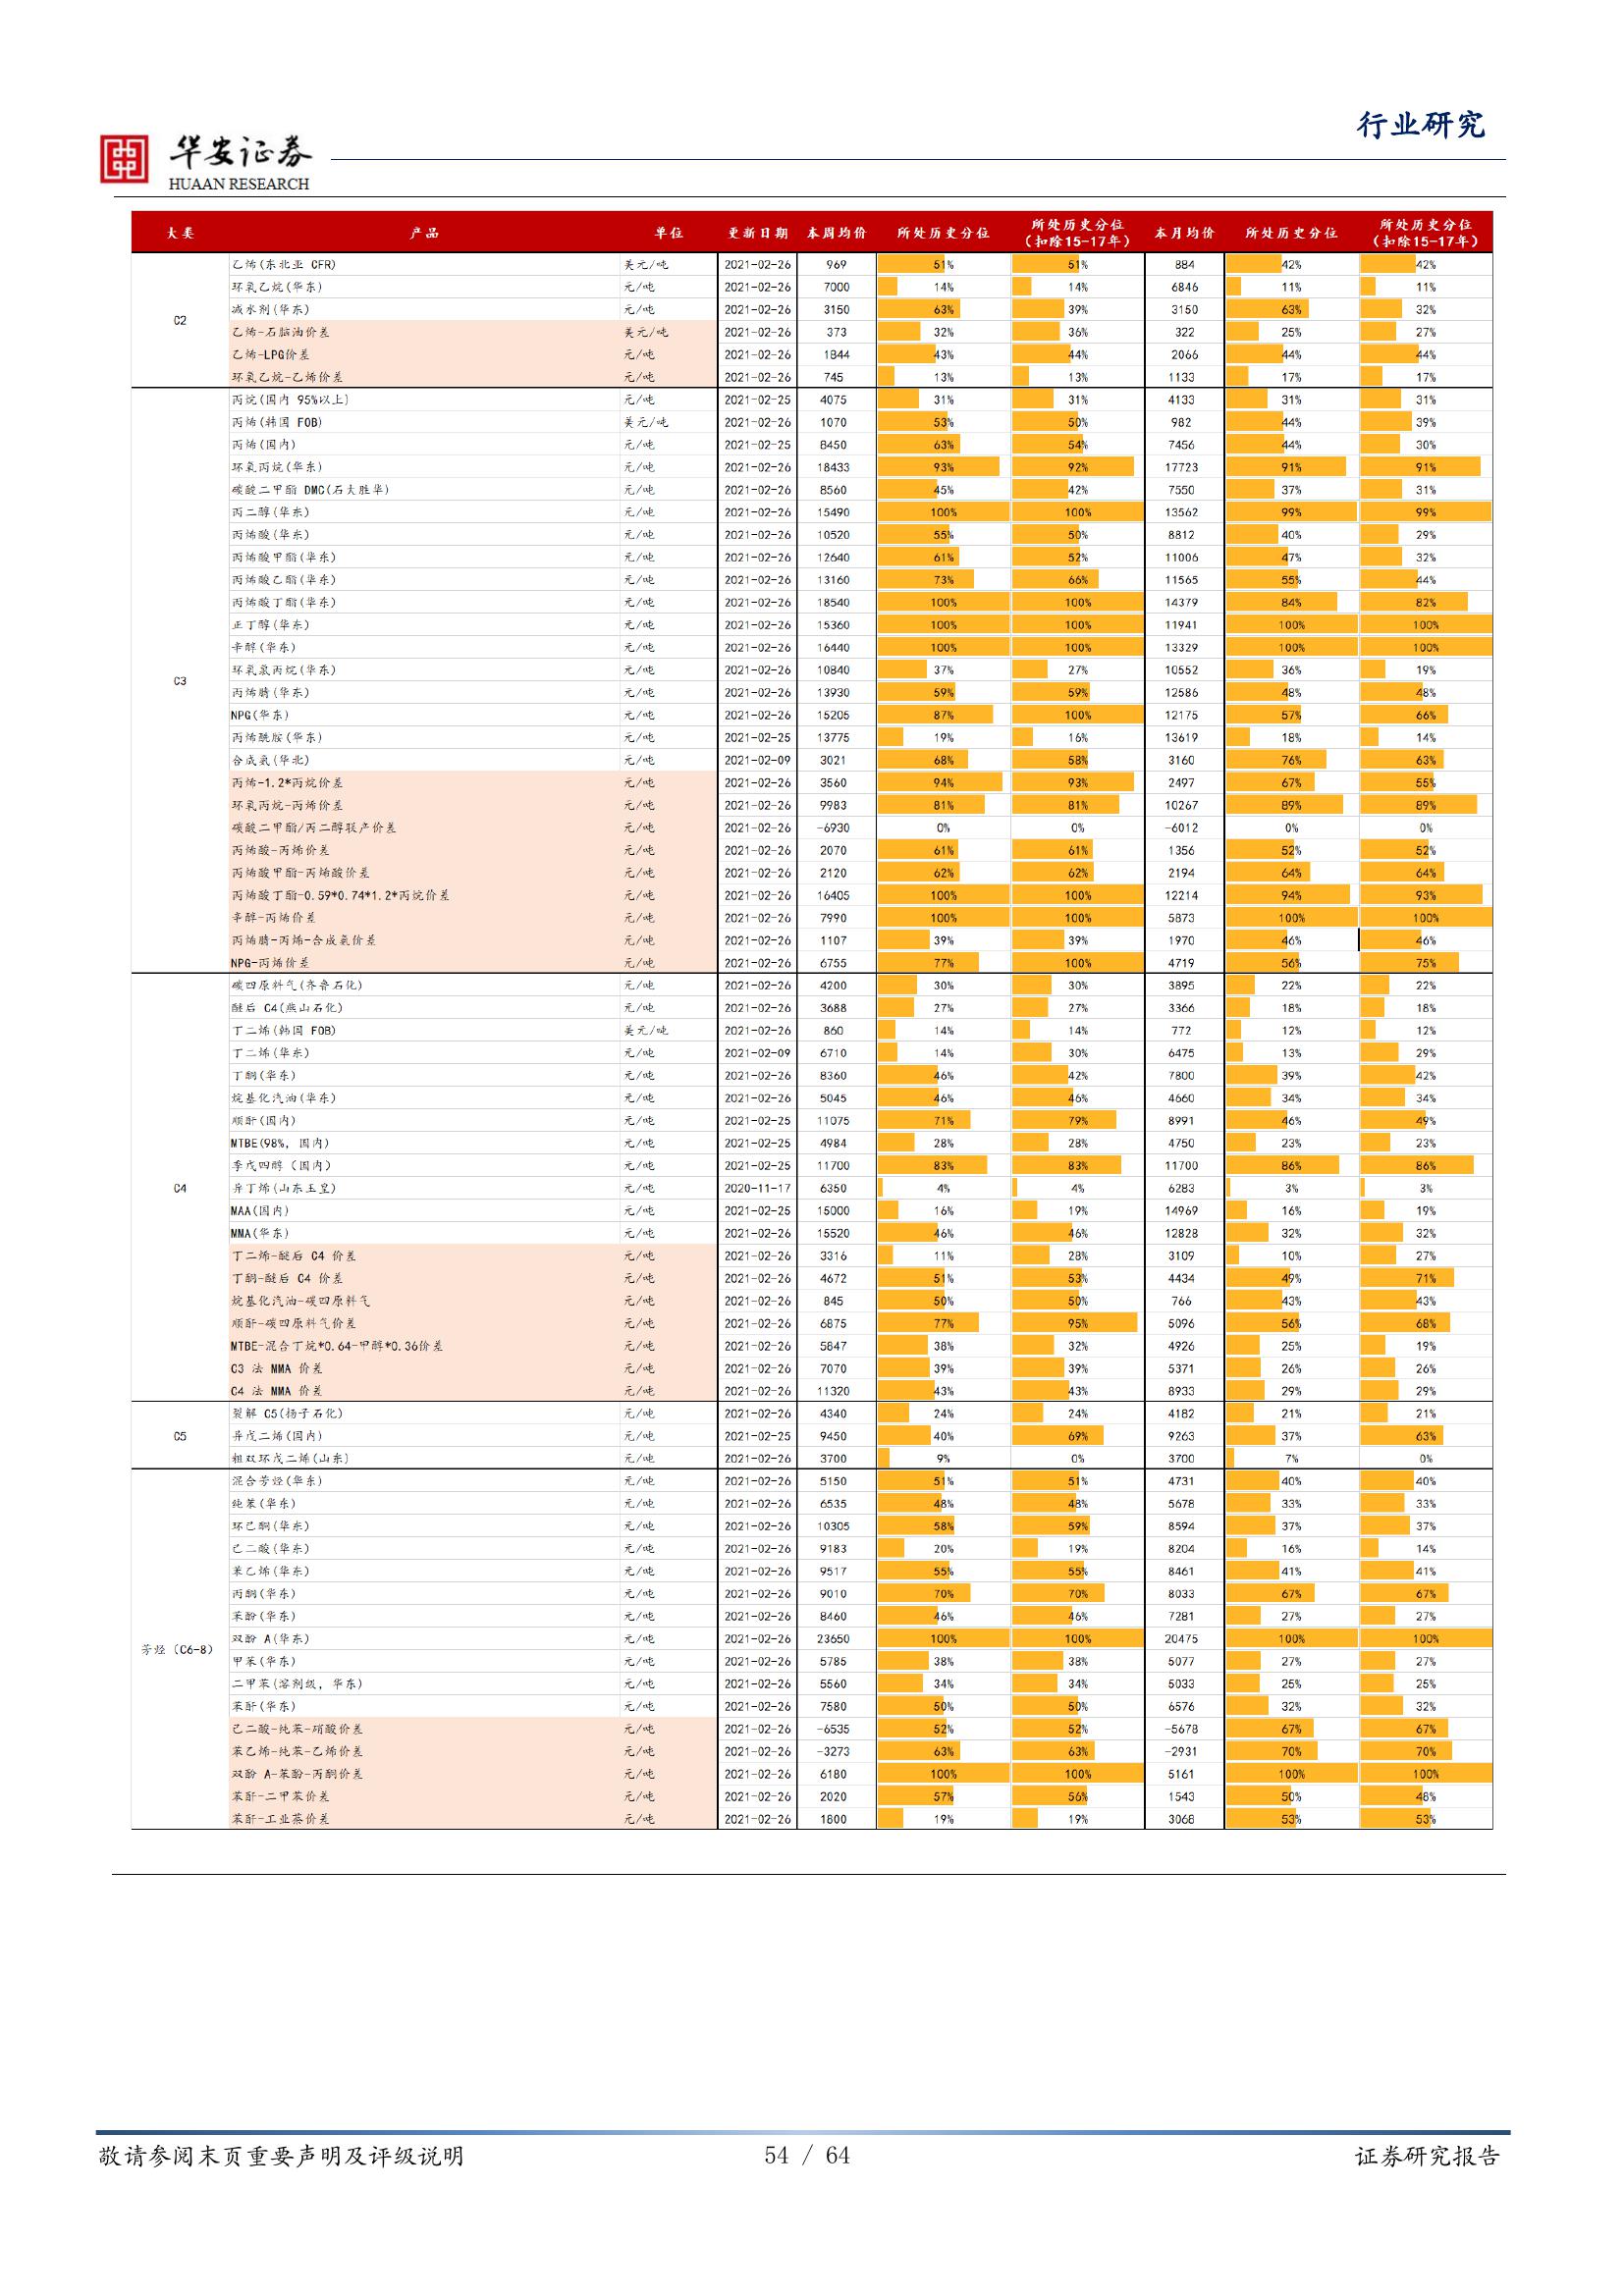 行业研究
华安证券
HUAAN RESEARCH
大类 产品 单位 更新日期 本周均价 所处历史分位 所处历史分位（扣除15-17年） 本月均价 所处历史分位 所处历史分位（扣除15-17年）
C2
乙烯(东北亚 CFR) 美元/吨 2021-02-26 969 51% 51% 884 42% 42%
环氧乙烷(华东) 元/吨 2021-02-26 7000 14% 14% 6846 11% 11%
减水剂(华东) 元/吨 2021-02-26 3150 63% 39% 3150 63% 32%
乙烯-石脑油价差 美元/吨 2021-02-26 373 32% 36% 322 25% 27%
乙烯-LPG价差 元/吨 2021-02-26 1844 43% 44% 2066 44% 44%
环氧乙烷-乙烯价差 元/吨 2021-02-26 745 13% 13% 1133 17% 17%
C3
丙烷(国内 95%以上) 元/吨 2021-02-25 4075 31% 31% 4133 31% 31%
丙烯(韩国 FOB) 美元/吨 2021-02-26 1070 53% 50% 982 44% 39%
丙烯(国内) 元/吨 2021-02-25 8450 63% 54% 7456 44% 30%
环氧丙烷(华东) 元/吨 2021-02-26 18433 93% 92% 17723 91% 91%
碳酸二甲酯 DMC(石大胜华) 元/吨 2021-02-26 8560 45% 42% 7550 37% 31%
丙二醇(华东) 元/吨 2021-02-26 15490 100% 100% 13562 99% 99%
丙烯酸(华东) 元/吨 2021-02-26 10520 55% 50% 8812 40% 29%
丙烯酸甲酯(华东) 元/吨 2021-02-26 12640 61% 52% 11006 47% 32%
丙烯酸乙酯(华东) 元/吨 2021-02-26 13160 73% 66% 11565 55% 44%
丙烯酸丁酯(华东) 元/吨 2021-02-26 18540 100% 100% 14379 84% 82%
正丁醇(华东) 元/吨 2021-02-26 15360 100% 100% 11941 100% 100%
辛醇(华东) 元/吨 2021-02-26 16440 100% 100% 13329 100% 100%
环氧氯丙烷(华东) 元/吨 2021-02-26 10840 37% 27% 10552 36% 19%
丙烯腈(华东) 元/吨 2021-02-26 13930 59% 59% 12586 48% 48%
NPG(华东) 元/吨 2021-02-26 15205 87% 100% 12175 57% 66%
丙烯酰胺(华东) 元/吨 2021-02-25 13775 19% 16% 13619 18% 14%
合成氨(华北) 元/吨 2021-02-09 3021 68% 58% 3160 76% 63%
丙烯-1.2*丙烷价差 元/吨 2021-02-26 3560 94% 93% 2497 67% 55%
环氧丙烷-丙烯价差 元/吨 2021-02-26 9983 81% 81% 10267 89% 89%
碳酸二甲酯/丙二醇联产价差 元/吨 2021-02-26 -6930 0% 0% -6012 0% 0%
丙烯酸-丙烯价差 元/吨 2021-02-26 2070 61% 61% 1356 52% 52%
丙烯酸甲酯-丙烯酸价差 元/吨 2021-02-26 2120 62% 62% 2194 64% 64%
丙烯酸丁酯-0.59*0.74*1.2*丙烷价差 元/吨 2021-02-26 16405 100% 100% 12214 94% 93%
辛醇-丙烯价差 元/吨 2021-02-26 7990 100% 100% 5873 100% 100%
丙烯腈-丙烯-合成氨价差 元/吨 2021-02-26 1107 39% 39% 1970 46% 46%
NPG-丙烯价差 元/吨 2021-02-26 6755 77% 100% 4719 56% 75%
C4
碳四原料气(齐鲁石化) 元/吨 2021-02-26 4200 30% 30% 3895 22% 22%
醚后 C4(燕山石化) 元/吨 2021-02-26 3688 27% 27% 3366 18% 18%
丁二烯(韩国 FOB) 美元/吨 2021-02-26 860 14% 14% 772 12% 12%
丁二烯(华东) 元/吨 2021-02-09 6710 14% 30% 6475 13% 29%
丁酮(华东) 元/吨 2021-02-26 8360 46% 42% 7800 39% 42%
烷基化汽油(华东) 元/吨 2021-02-26 5045 46% 46% 4660 34% 34%
顺酐(国内) 元/吨 2021-02-25 11075 71% 79% 8991 46% 49%
MTBE(98%, 国内) 元/吨 2021-02-25 4984 28% 28% 4750 23% 23%
季戊四醇（国内） 元/吨 2021-02-25 11700 83% 83% 11700 86% 86%
异丁烯(山东玉皇) 元/吨 2020-11-17 6350 4% 4% 6283 3% 3%
MAA(国内) 元/吨 2021-02-25 15000 16% 19% 14969 16% 19%
MMA(华东) 元/吨 2021-02-26 15520 46% 46% 12828 32% 32%
丁二烯-醚后 C4 价差 元/吨 2021-02-26 3316 11% 28% 3109 10% 27%
丁酮-醚后 C4 价差 元/吨 2021-02-26 4672 51% 53% 4434 49% 71%
烷基化汽油-碳四原料气 元/吨 2021-02-26 845 50% 50% 766 43% 43%
顺酐-碳四原料气价差 元/吨 2021-02-26 6875 77% 95% 5096 56% 68%
MTBE-混合丁烷*0.64-甲醇*0.36价差 元/吨 2021-02-26 5847 38% 32% 4926 25% 19%
C3 法 MMA 价差 元/吨 2021-02-26 7070 39% 39% 5371 26% 26%
C4 法 MMA 价差 元/吨 2021-02-26 11320 43% 43% 8933 29% 29%
C5
裂解 C5(扬子石化) 元/吨 2021-02-26 4340 24% 24% 4182 21% 21%
异戊二烯(国内) 元/吨 2021-02-25 9450 40% 69% 9263 37% 63%
粗双环戊二烯(山东) 元/吨 2021-02-26 3700 9% 0% 3700 7% 0%
芳烃（C6-8）
混合芳烃(华东) 元/吨 2021-02-26 5150 51% 51% 4731 40% 40%
纯苯(华东) 元/吨 2021-02-26 6535 48% 48% 5678 33% 33%
环己酮(华东) 元/吨 2021-02-26 10305 58% 59% 8594 37% 37%
己二酸(华东) 元/吨 2021-02-26 9183 20% 19% 8204 16% 14%
苯乙烯(华东) 元/吨 2021-02-26 9517 55% 55% 8461 41% 41%
丙酮(华东) 元/吨 2021-02-26 9010 70% 70% 8033 67% 67%
苯酚(华东) 元/吨 2021-02-26 8460 46% 46% 7281 27% 27%
双酚 A(华东) 元/吨 2021-02-26 23650 100% 100% 20475 100% 100%
甲苯(华东) 元/吨 2021-02-26 5785 38% 38% 5077 27% 27%
二甲苯(溶剂级, 华东) 元/吨 2021-02-26 5560 34% 34% 5033 25% 25%
苯酐(华东) 元/吨 2021-02-26 7580 50% 50% 6576 32% 32%
己二酸-纯苯-硝酸价差 元/吨 2021-02-26 -6535 52% 52% -5678 67% 67%
苯乙烯-纯苯-乙烯价差 元/吨 2021-02-26 -3273 63% 63% -2931 70% 70%
双酚 A-苯酚-丙酮价差 元/吨 2021-02-26 6180 100% 100% 5161 100% 100%
苯酐-二甲苯价差 元/吨 2021-02-26 2020 57% 56% 1543 50% 48%
苯酐-工业萘价差 元/吨 2021-02-26 1800 19% 19% 3068 53% 53%
敬请参阅末页重要声明及评级说明 54 / 64 证券研究报告